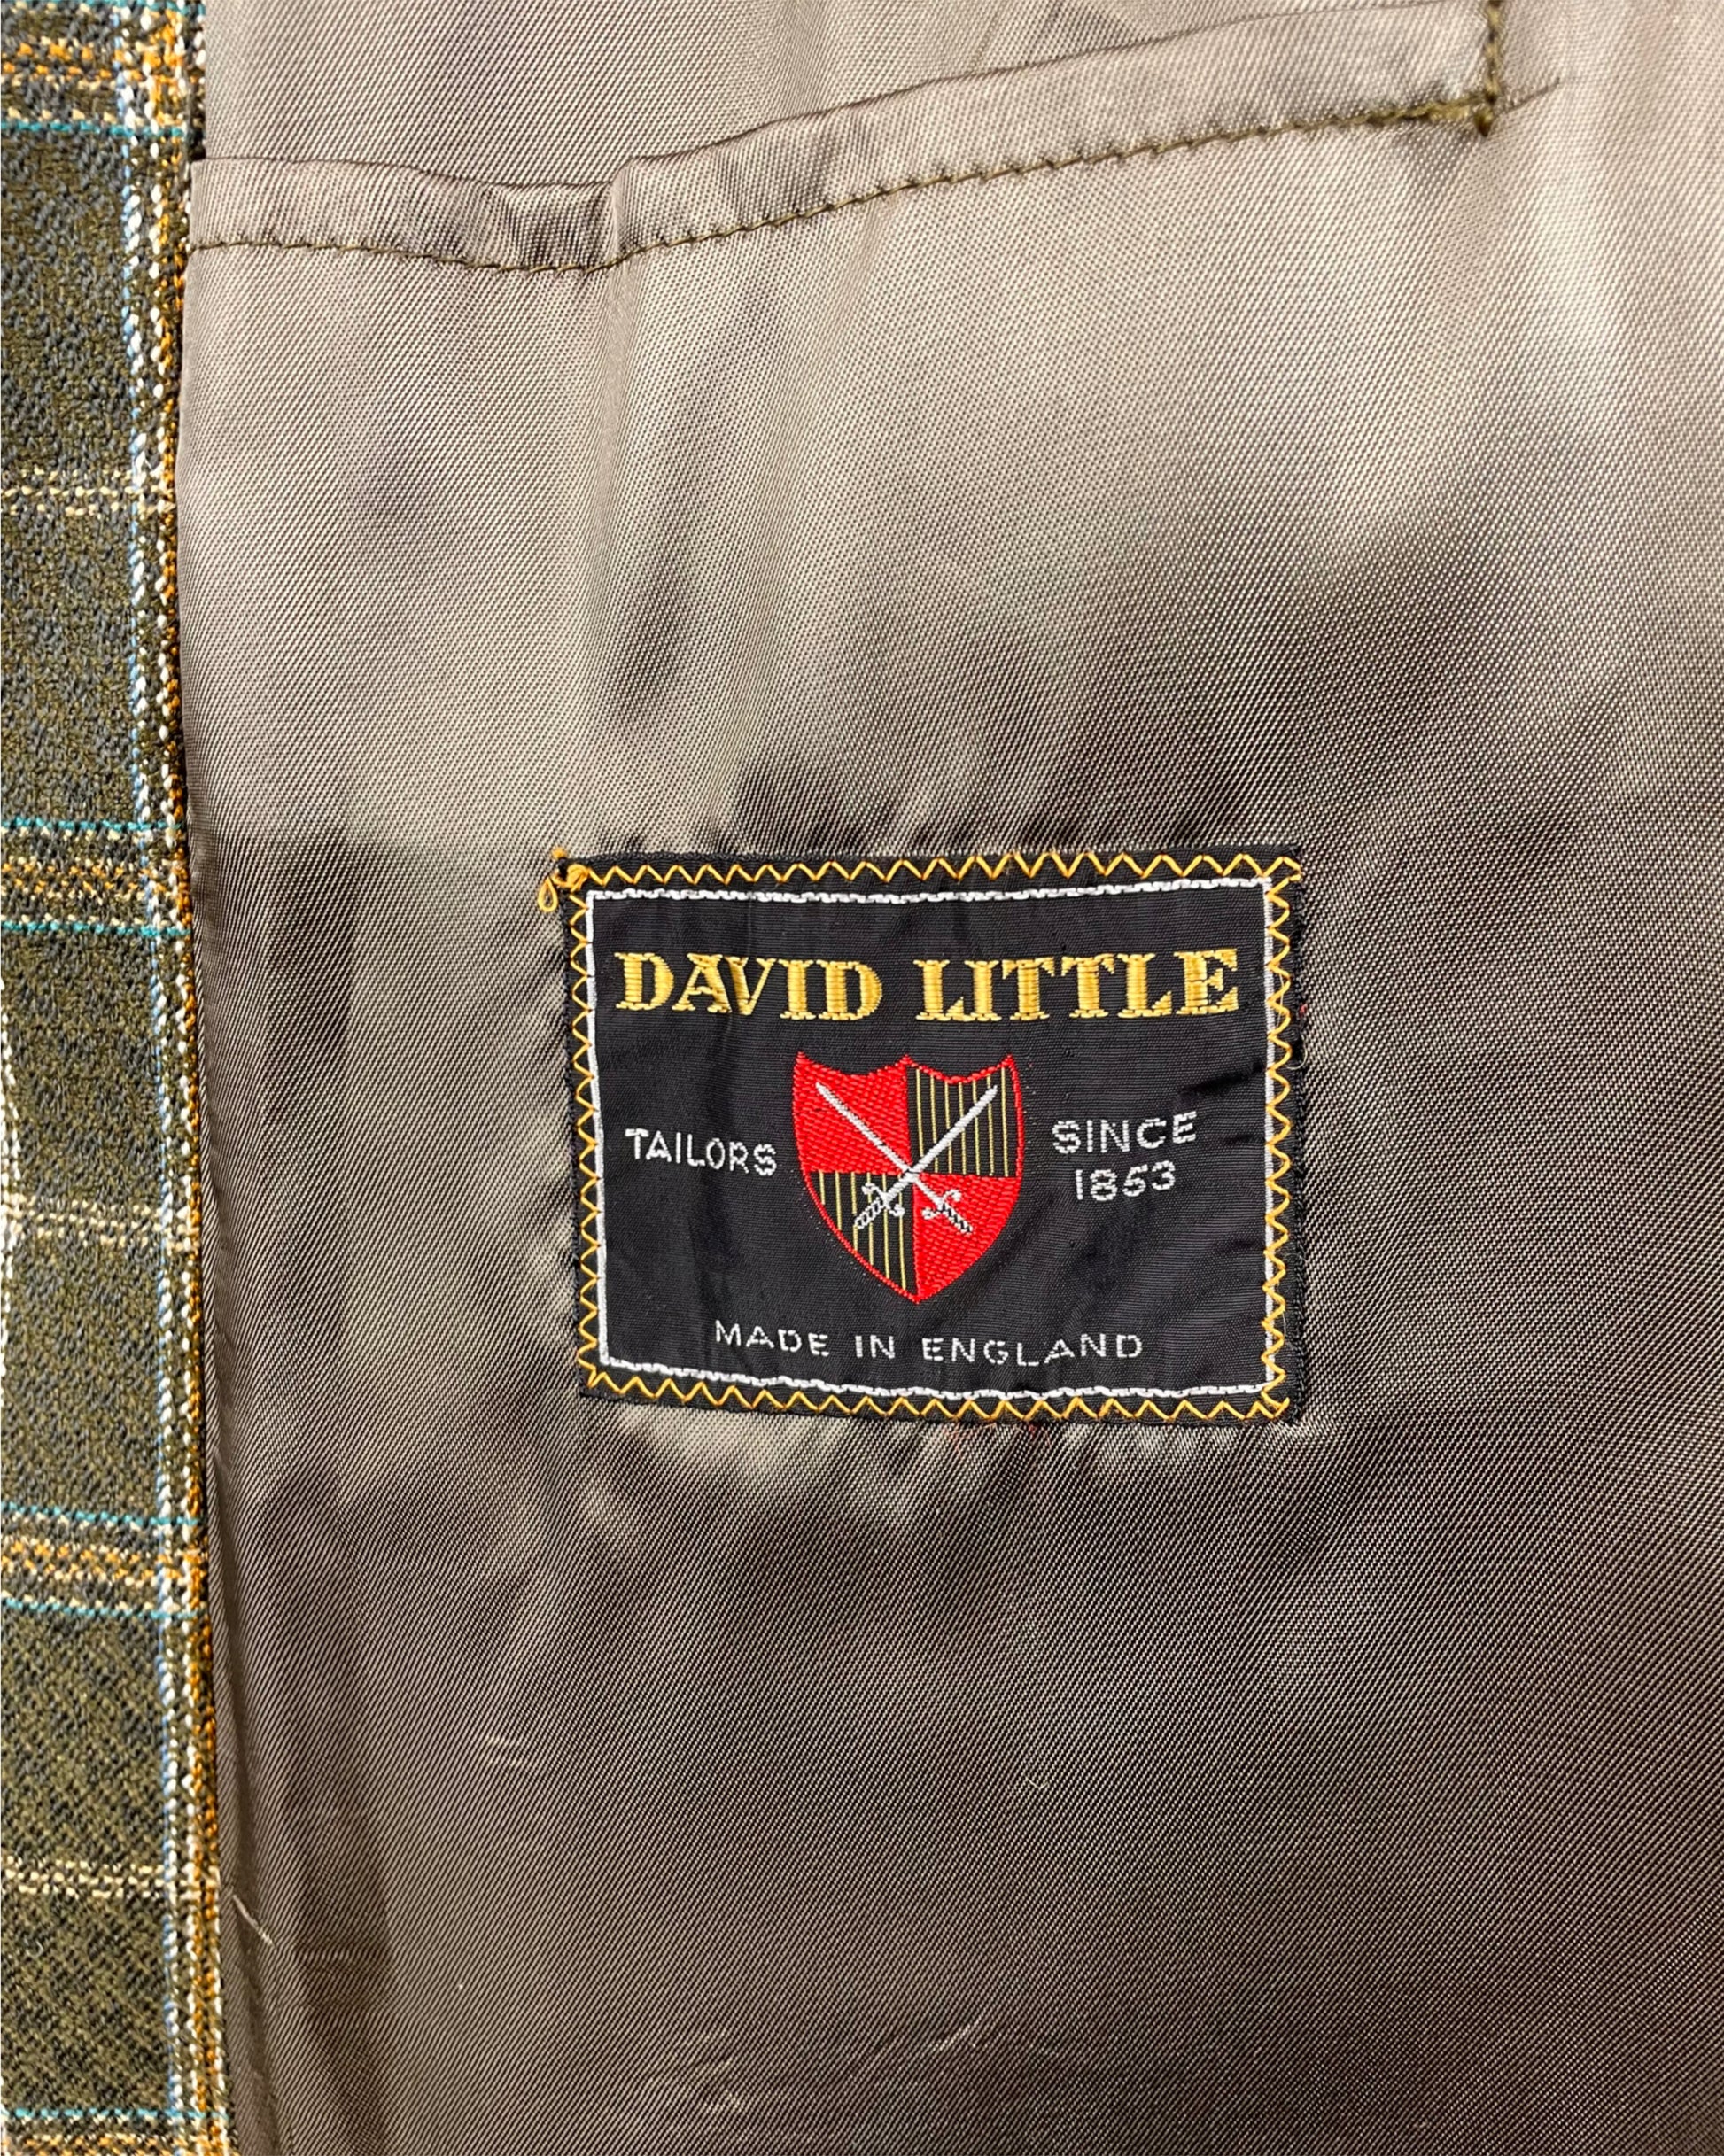 DAVID LITTLE
TAILORS
SINCE
1853
MADE IN ENGLAND